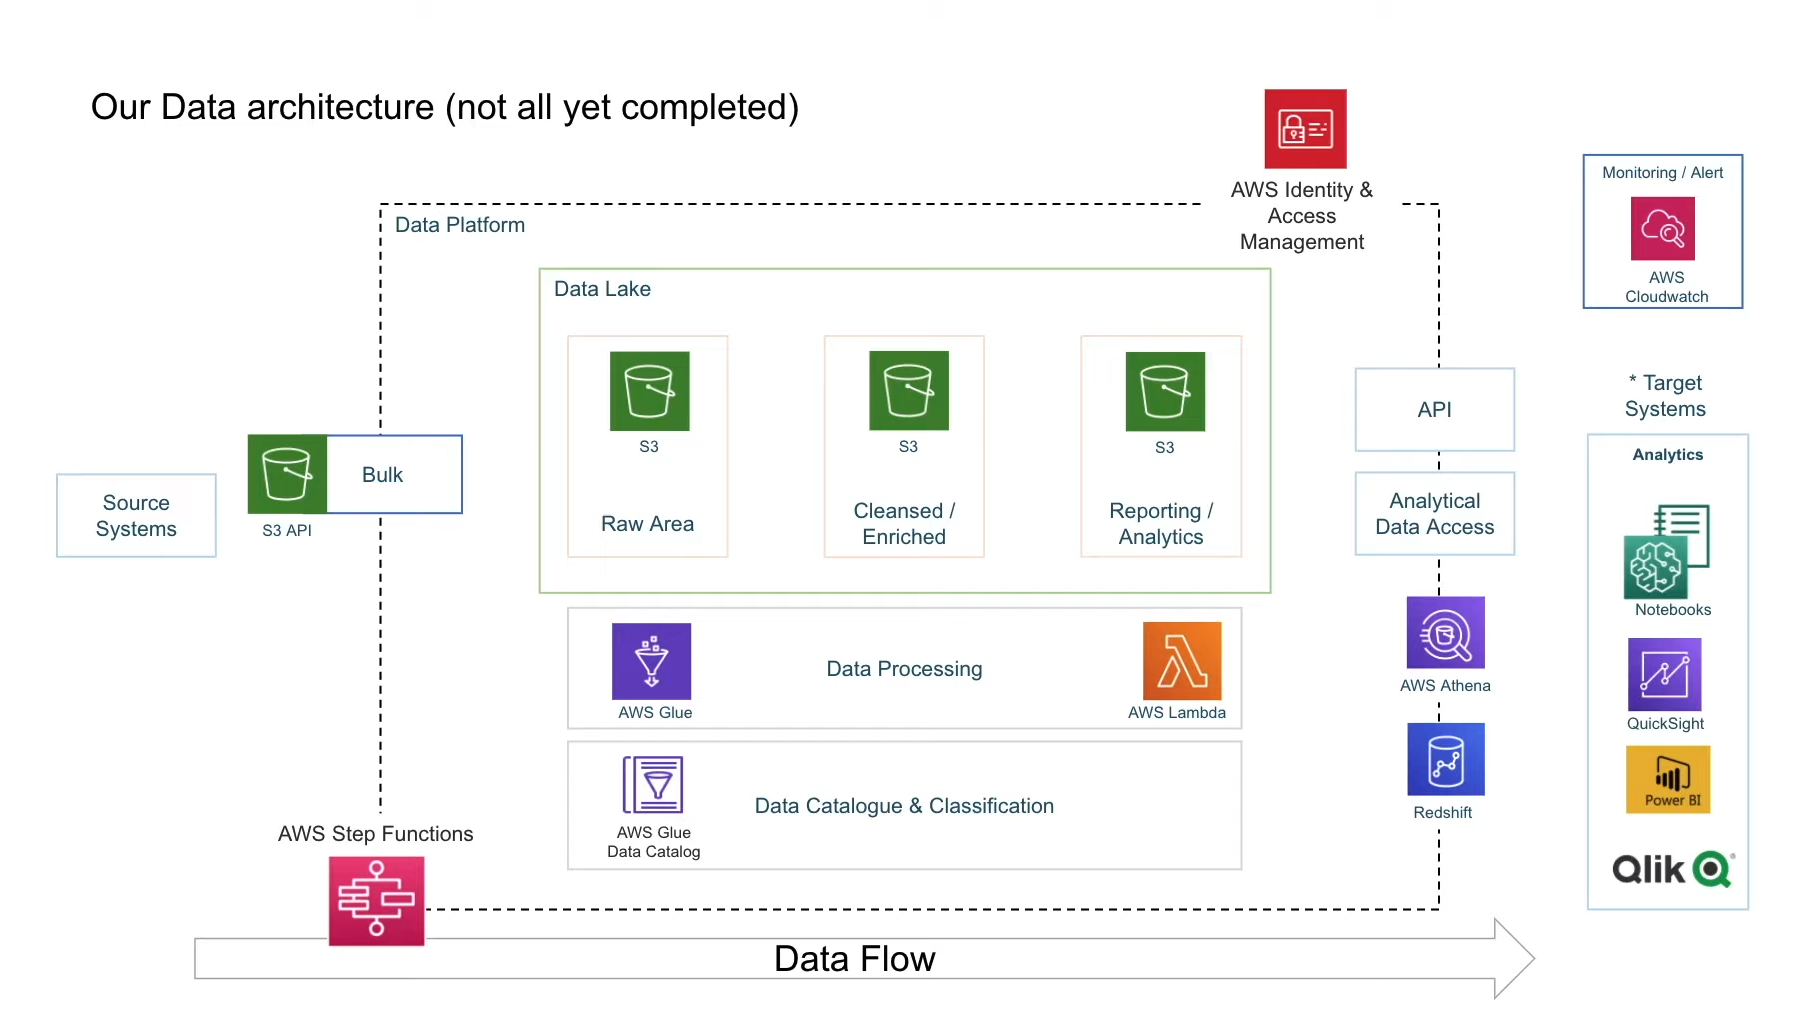 Our Data architecture (not all yet completed)
AWS Identity &
Access
Management
Monitoring / Alert
AWS
Cloudwatch
Data Platform
Data Lake
S3
Raw Area
S3
Cleansed /
Enriched
S3
Reporting /
Analytics
Source
Systems
S3 API
Bulk
API
Analytical
Data Access
AWS Athena
Redshift
* Target
Systems
Analytics
Notebooks
QuickSight
Power BI
Qlik
AWS Glue
Data Processing
AWS Lambda
AWS Glue
Data Catalog
Data Catalogue & Classification
AWS Step Functions
Data Flow